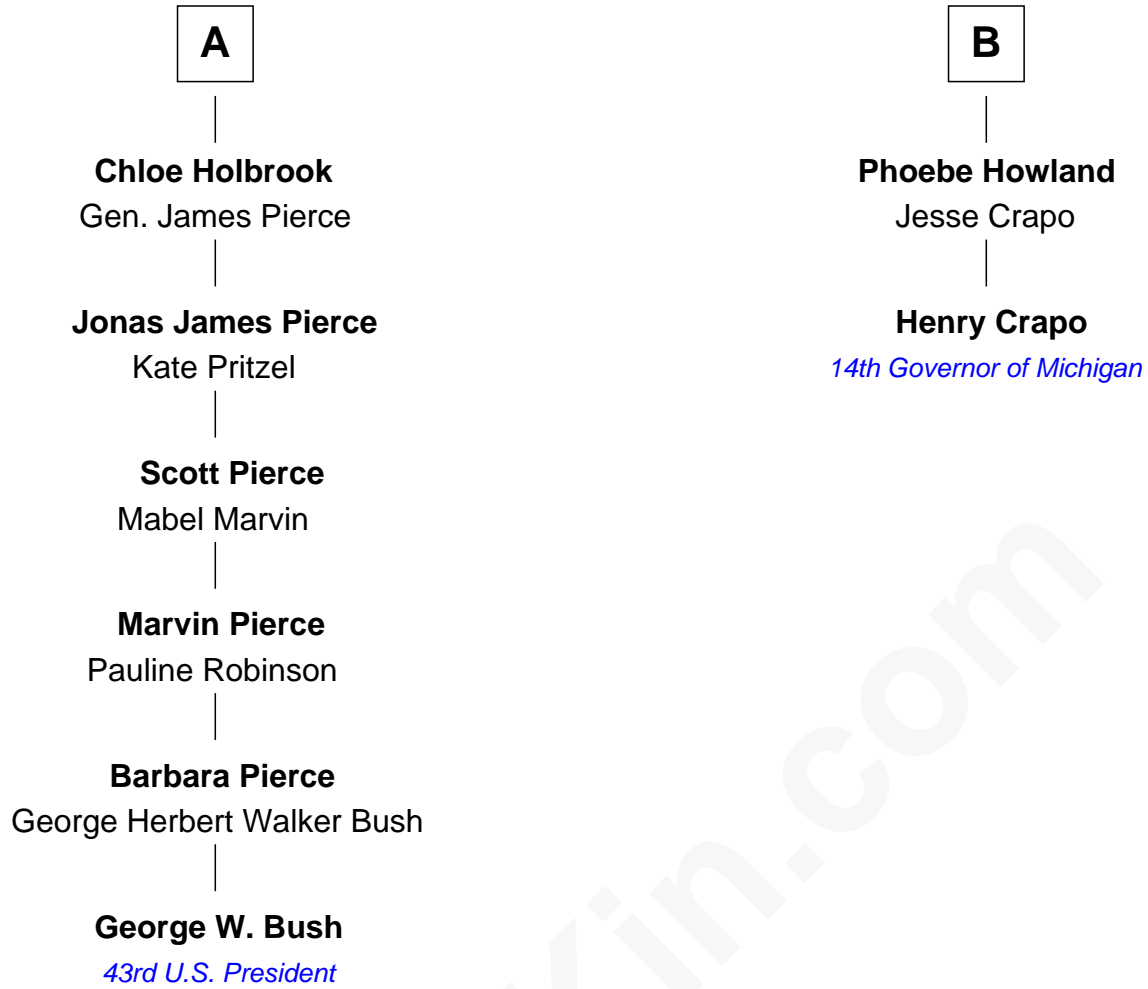 A
Chloe Holbrook
Gen. James Pierce
Jonas James Pierce
Kate Pritzel
Scott Pierce
Mabel Marvin
Marvin Pierce
Pauline Robinson
Barbara Pierce
George Herbert Walker Bush
George W. Bush
43rd U.S. President
B
Phoebe Howland
Jesse Crapo
Henry Crapo
14th Governor of Michigan